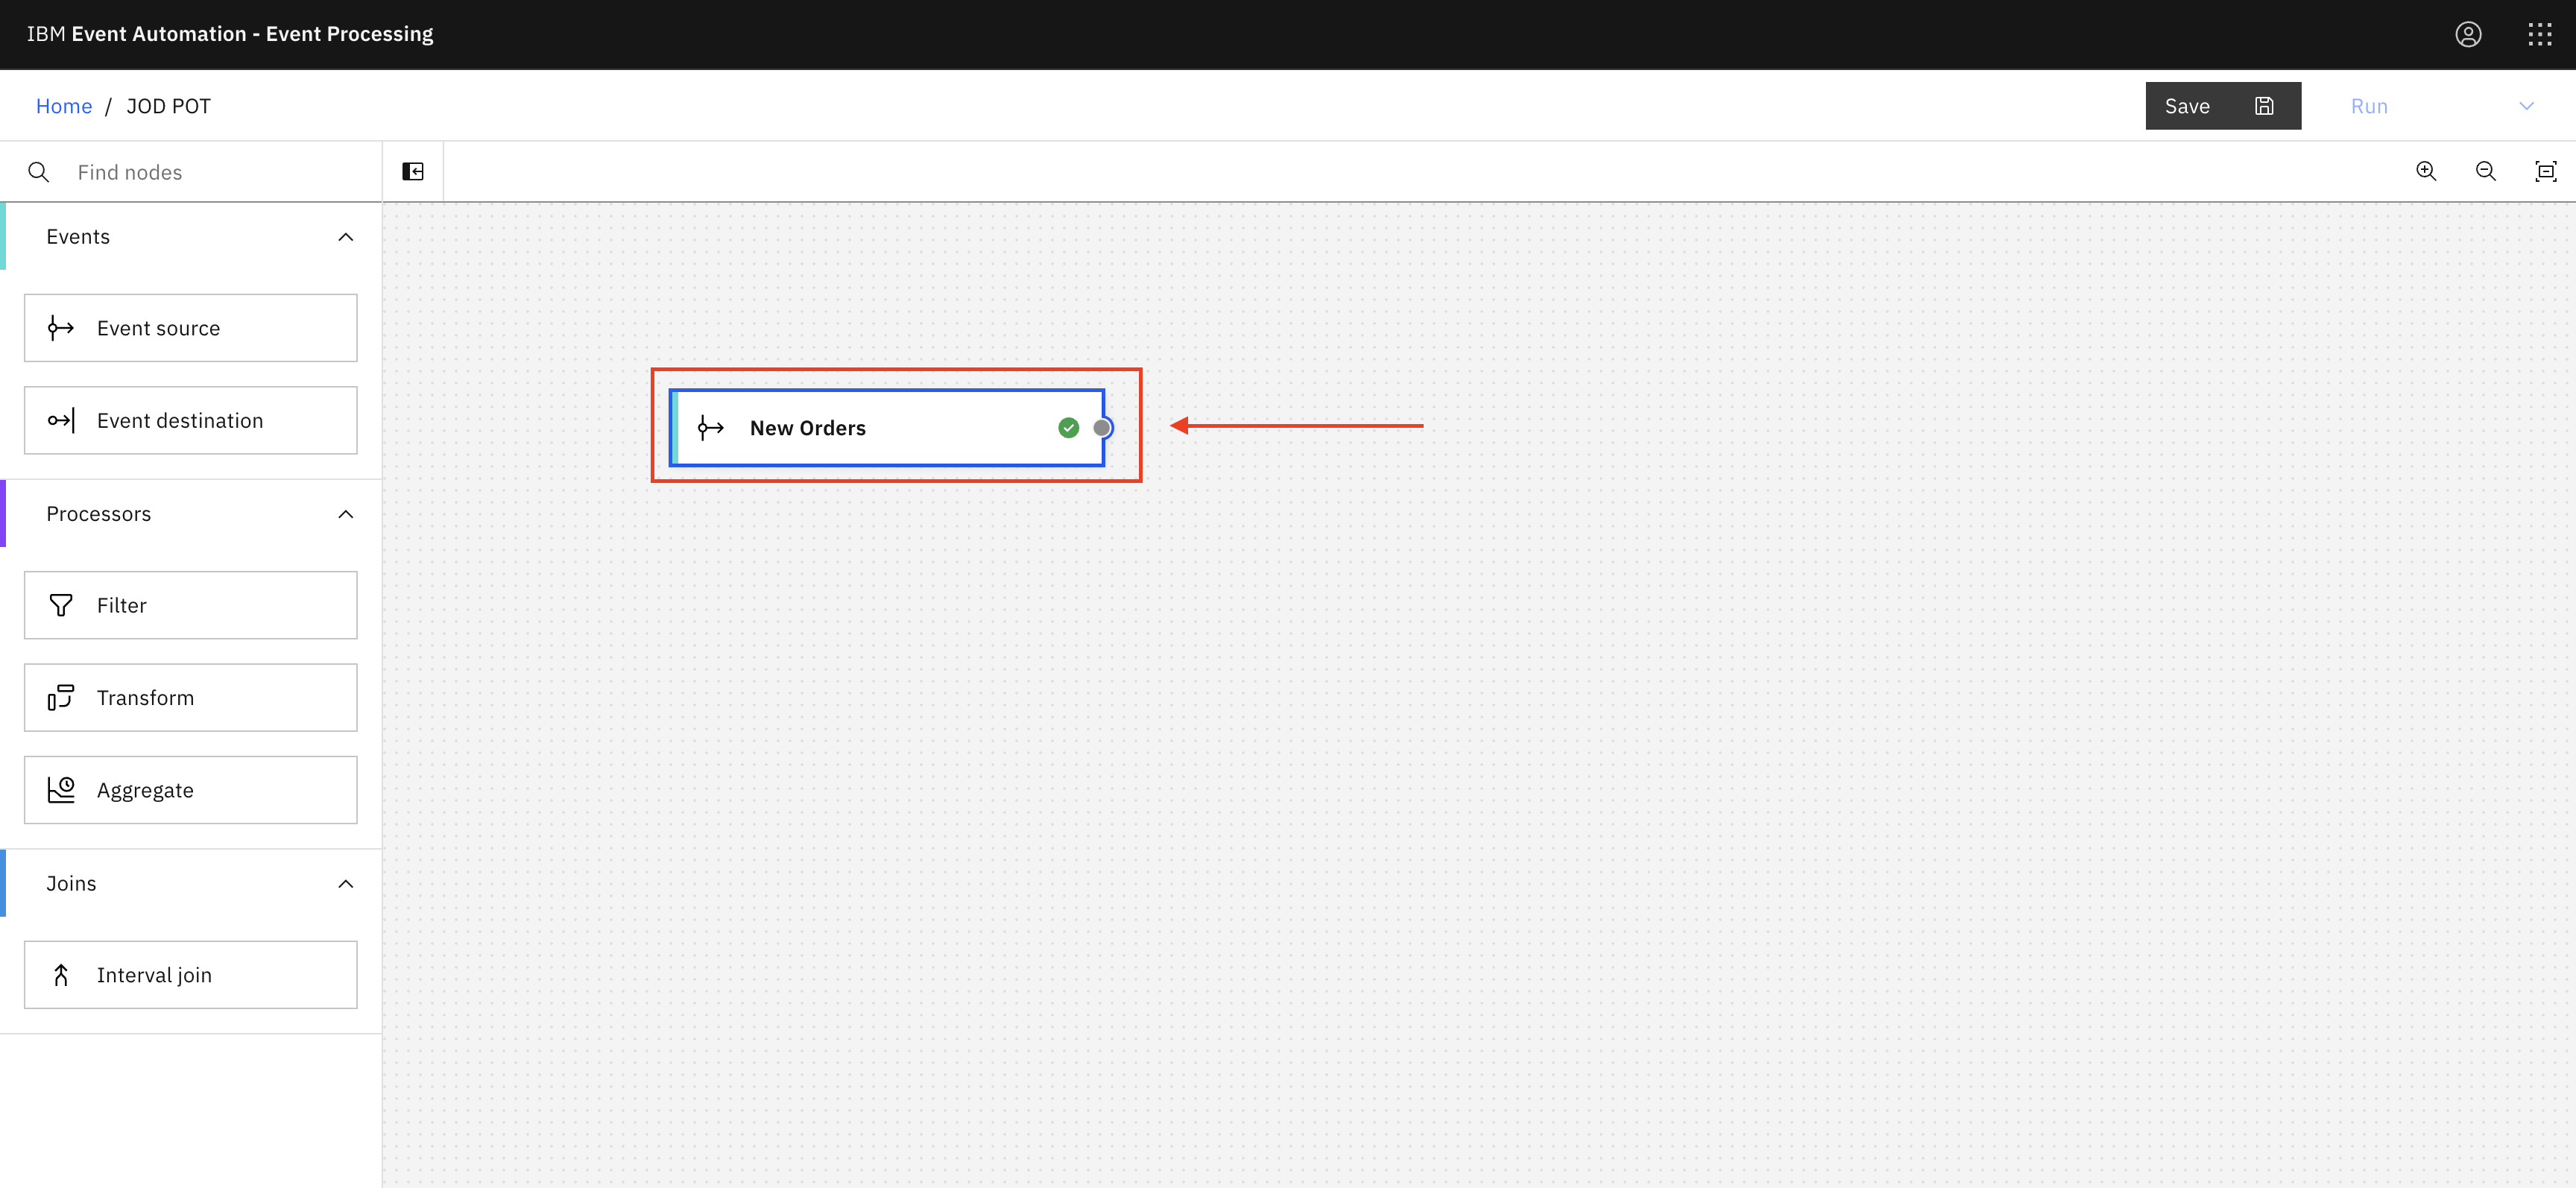 IBM Event Automation - Event Processing
Home / JOD POT
Save
Run
Find nodes
Events
Event source
Event destination
Processors
Filter
Transform
Aggregate
Joins
Interval join
New Orders